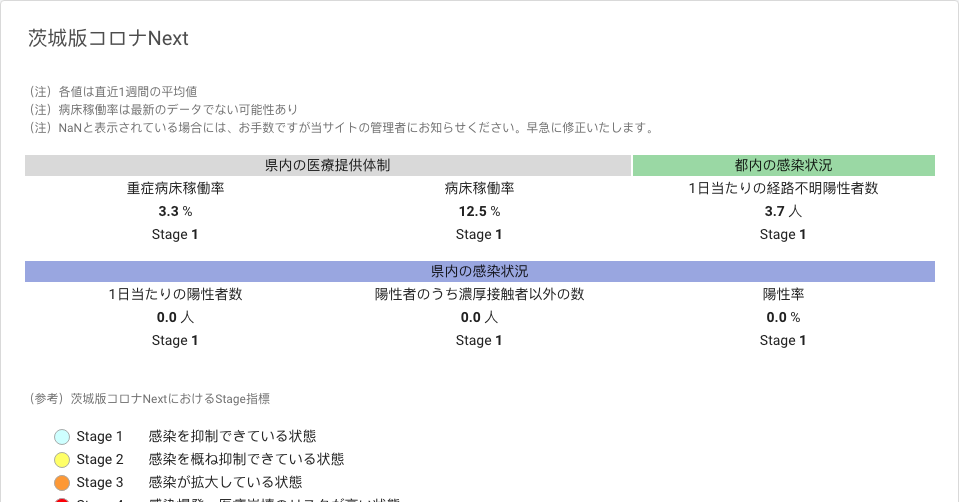 茨城版コロナNext
（注）各値は直近1週間の平均値
（注）病床稼働率は最新のデータでない可能性あり
（注）NaNと表示されている場合には、お手数ですが当サイトの管理者にお知らせください。早急に修正いたします。
県内の医療提供体制 都内の感染状況
重症病床稼働率 病床稼働率 1日当たりの経路不明陽性者数
3.3 % 12.5 % 3.7 人
Stage 1 Stage 1 Stage 1
県内の感染状況
1日当たりの陽性者数 陽性者のうち濃厚接触者以外の数 陽性率
0.0 人 0.0 人 0.0 %
Stage 1 Stage 1 Stage 1
（参考）茨城版コロナNextにおけるStage指標
Stage 1 感染を抑制できている状態
Stage 2 感染を概ね抑制できている状態
Stage 3 感染が拡大している状態